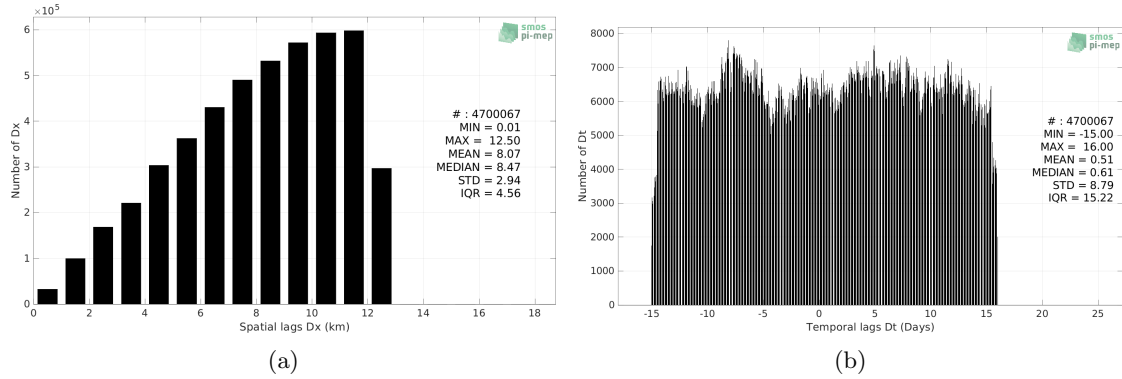 ×10⁵
6
5
4
3
2
1
0
Number of Dx
0 2 4 6 8 10 12 14 16 18
Spatial lags Dx (km)
smos
pi-mep
# : 4700067
MIN = 0.01
MAX = 12.50
MEAN = 8.07
MEDIAN = 8.47
STD = 2.94
IQR = 4.56
(a)
8000
7000
6000
5000
4000
3000
2000
1000
0
Number of Dt
-15 -10 -5 0 5 10 15 20 25
Temporal lags Dt (Days)
smos
pi-mep
# : 4700067
MIN = -15.00
MAX = 16.00
MEAN = 0.51
MEDIAN = 0.61
STD = 8.79
IQR = 15.22
(b)